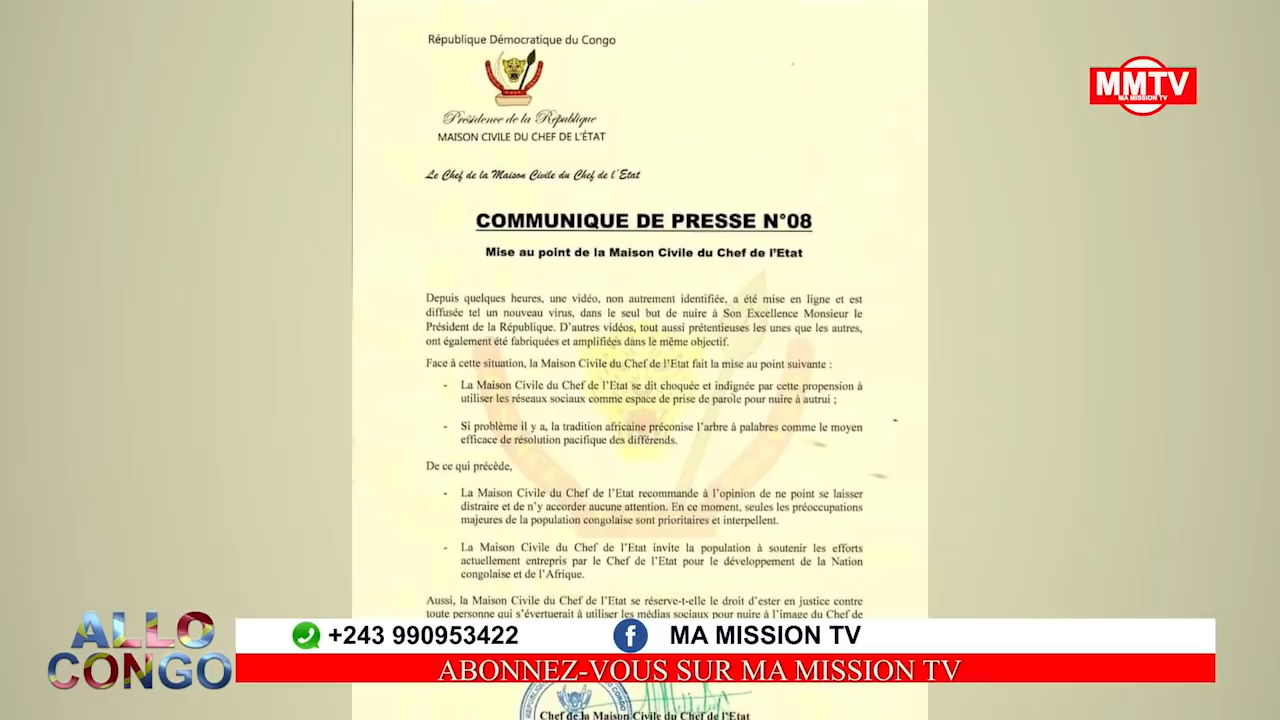 République Démocratique du Congo
Présidence de la République
MAISON CIVILE DU CHEF DE L'ÉTAT
Le Chef de la Maison Civile du Chef de l'Etat
COMMUNIQUE DE PRESSE N°08
Mise au point de la Maison Civile du Chef de l'Etat
Depuis quelques heures, une vidéo, non autrement identifiée, a été mise en ligne et est
diffusée tel un nouveau virus, dans le seul but de nuire à Son Excellence Monsieur le
Président de la République. D'autres vidéos, tout aussi prétentieuses les unes que les autres,
ont également été fabriquées et amplifiées dans le même objectif.
Face à cette situation, la Maison Civile du Chef de l'Etat fait la mise au point suivante :
- La Maison Civile du Chef de l'Etat se dit choquée et indignée par cette propension à
utiliser les réseaux sociaux comme espace de prise de parole pour nuire à autrui ;
- Si problème il y a, la tradition africaine préconise l'arbre à palabres comme le moyen
efficace de résolution pacifique des différends.
De ce qui précède,
- La Maison Civile du Chef de l'Etat recommande à l'opinion de ne point se laisser
distraire et de n'y accorder aucune attention. En ce moment, seules les préoccupations
majeures de la population congolaise sont prioritaires et interpellent.
- La Maison Civile du Chef de l'Etat invite la population à soutenir les efforts
actuellement entrepris par le Chef de l'Etat pour le développement de la Nation
congolaise et de l'Afrique.
Aussi, la Maison Civile du Chef de l'Etat se réserve-t-elle le droit d'ester en justice contre
toute personne qui s'évertuerait à utiliser les médias sociaux pour nuire à l'image du Chef de
Chef de la Maison Civile du Chef de l'Etat
MMTV
MA MISSION TV
ALLO
CONGO
+243 990953422
MA MISSION TV
ABONNEZ-VOUS SUR MA MISSION TV